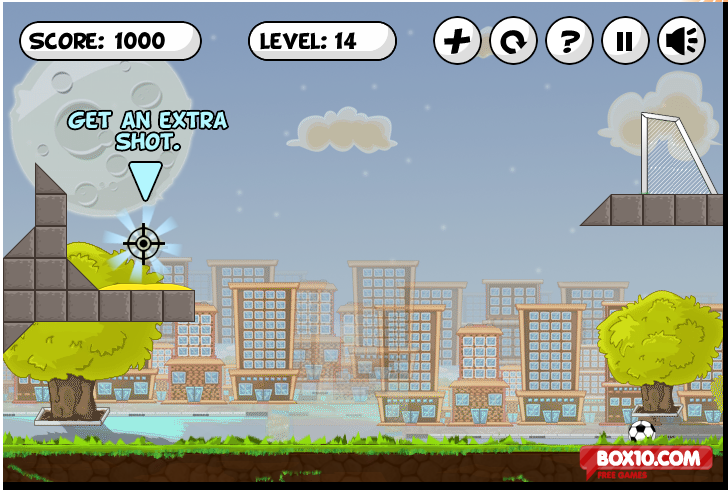 SCORE: 1000
LEVEL: 14
?
GET AN EXTRA
SHOT.
BOX10.COM
FREE GAMES